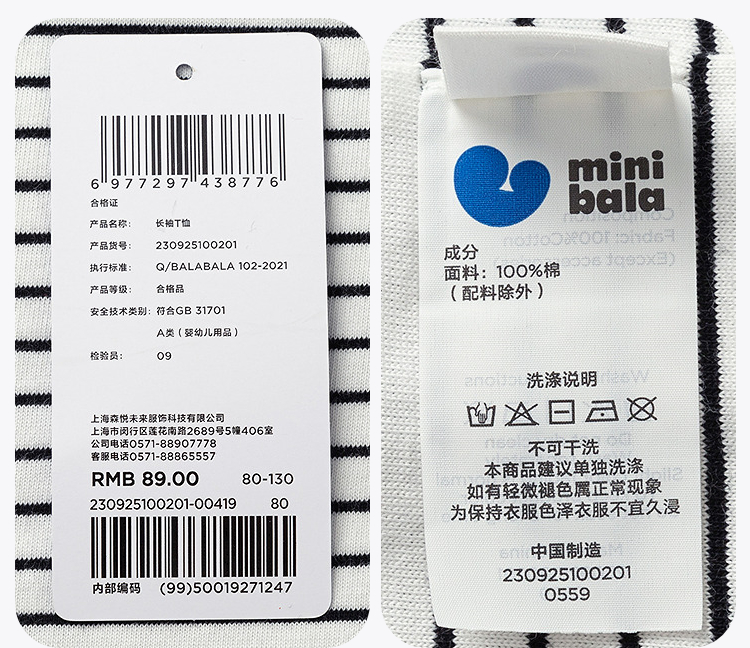 6 977297 438776
合格证
产品名称: 长袖T恤
产品货号: 230925100201
执行标准: Q/BALABALA 102-2021
产品等级: 合格品
安全技术类别: 符合GB 31701
A类 (婴幼儿用品)
检验员: 09
上海森悦未来服饰科技有限公司
上海市闵行区莲花南路2689号5幢406室
公司电话0571-88907778
客服电话0571-88865557
RMB 89.00 80-130
230925100201-00419 80
内部编码 (99)50019271247
mini
bala
成分
面料: 100%棉
(配料除外)
洗涤说明
不可干洗
本商品建议单独洗涤
如有轻微褪色属正常现象
为保持衣服色泽衣服不宜久浸
中国制造
230925100201
0559